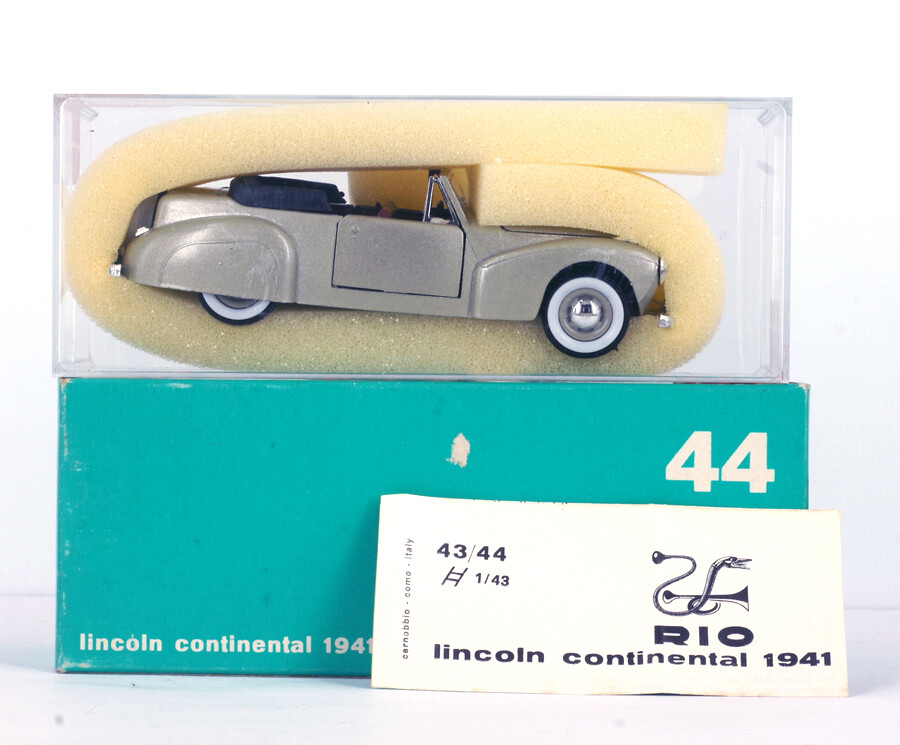 44
lincoln continental 1941
cernobbio - como - italy
43/44
1/43
RIO
lincoln continental 1941